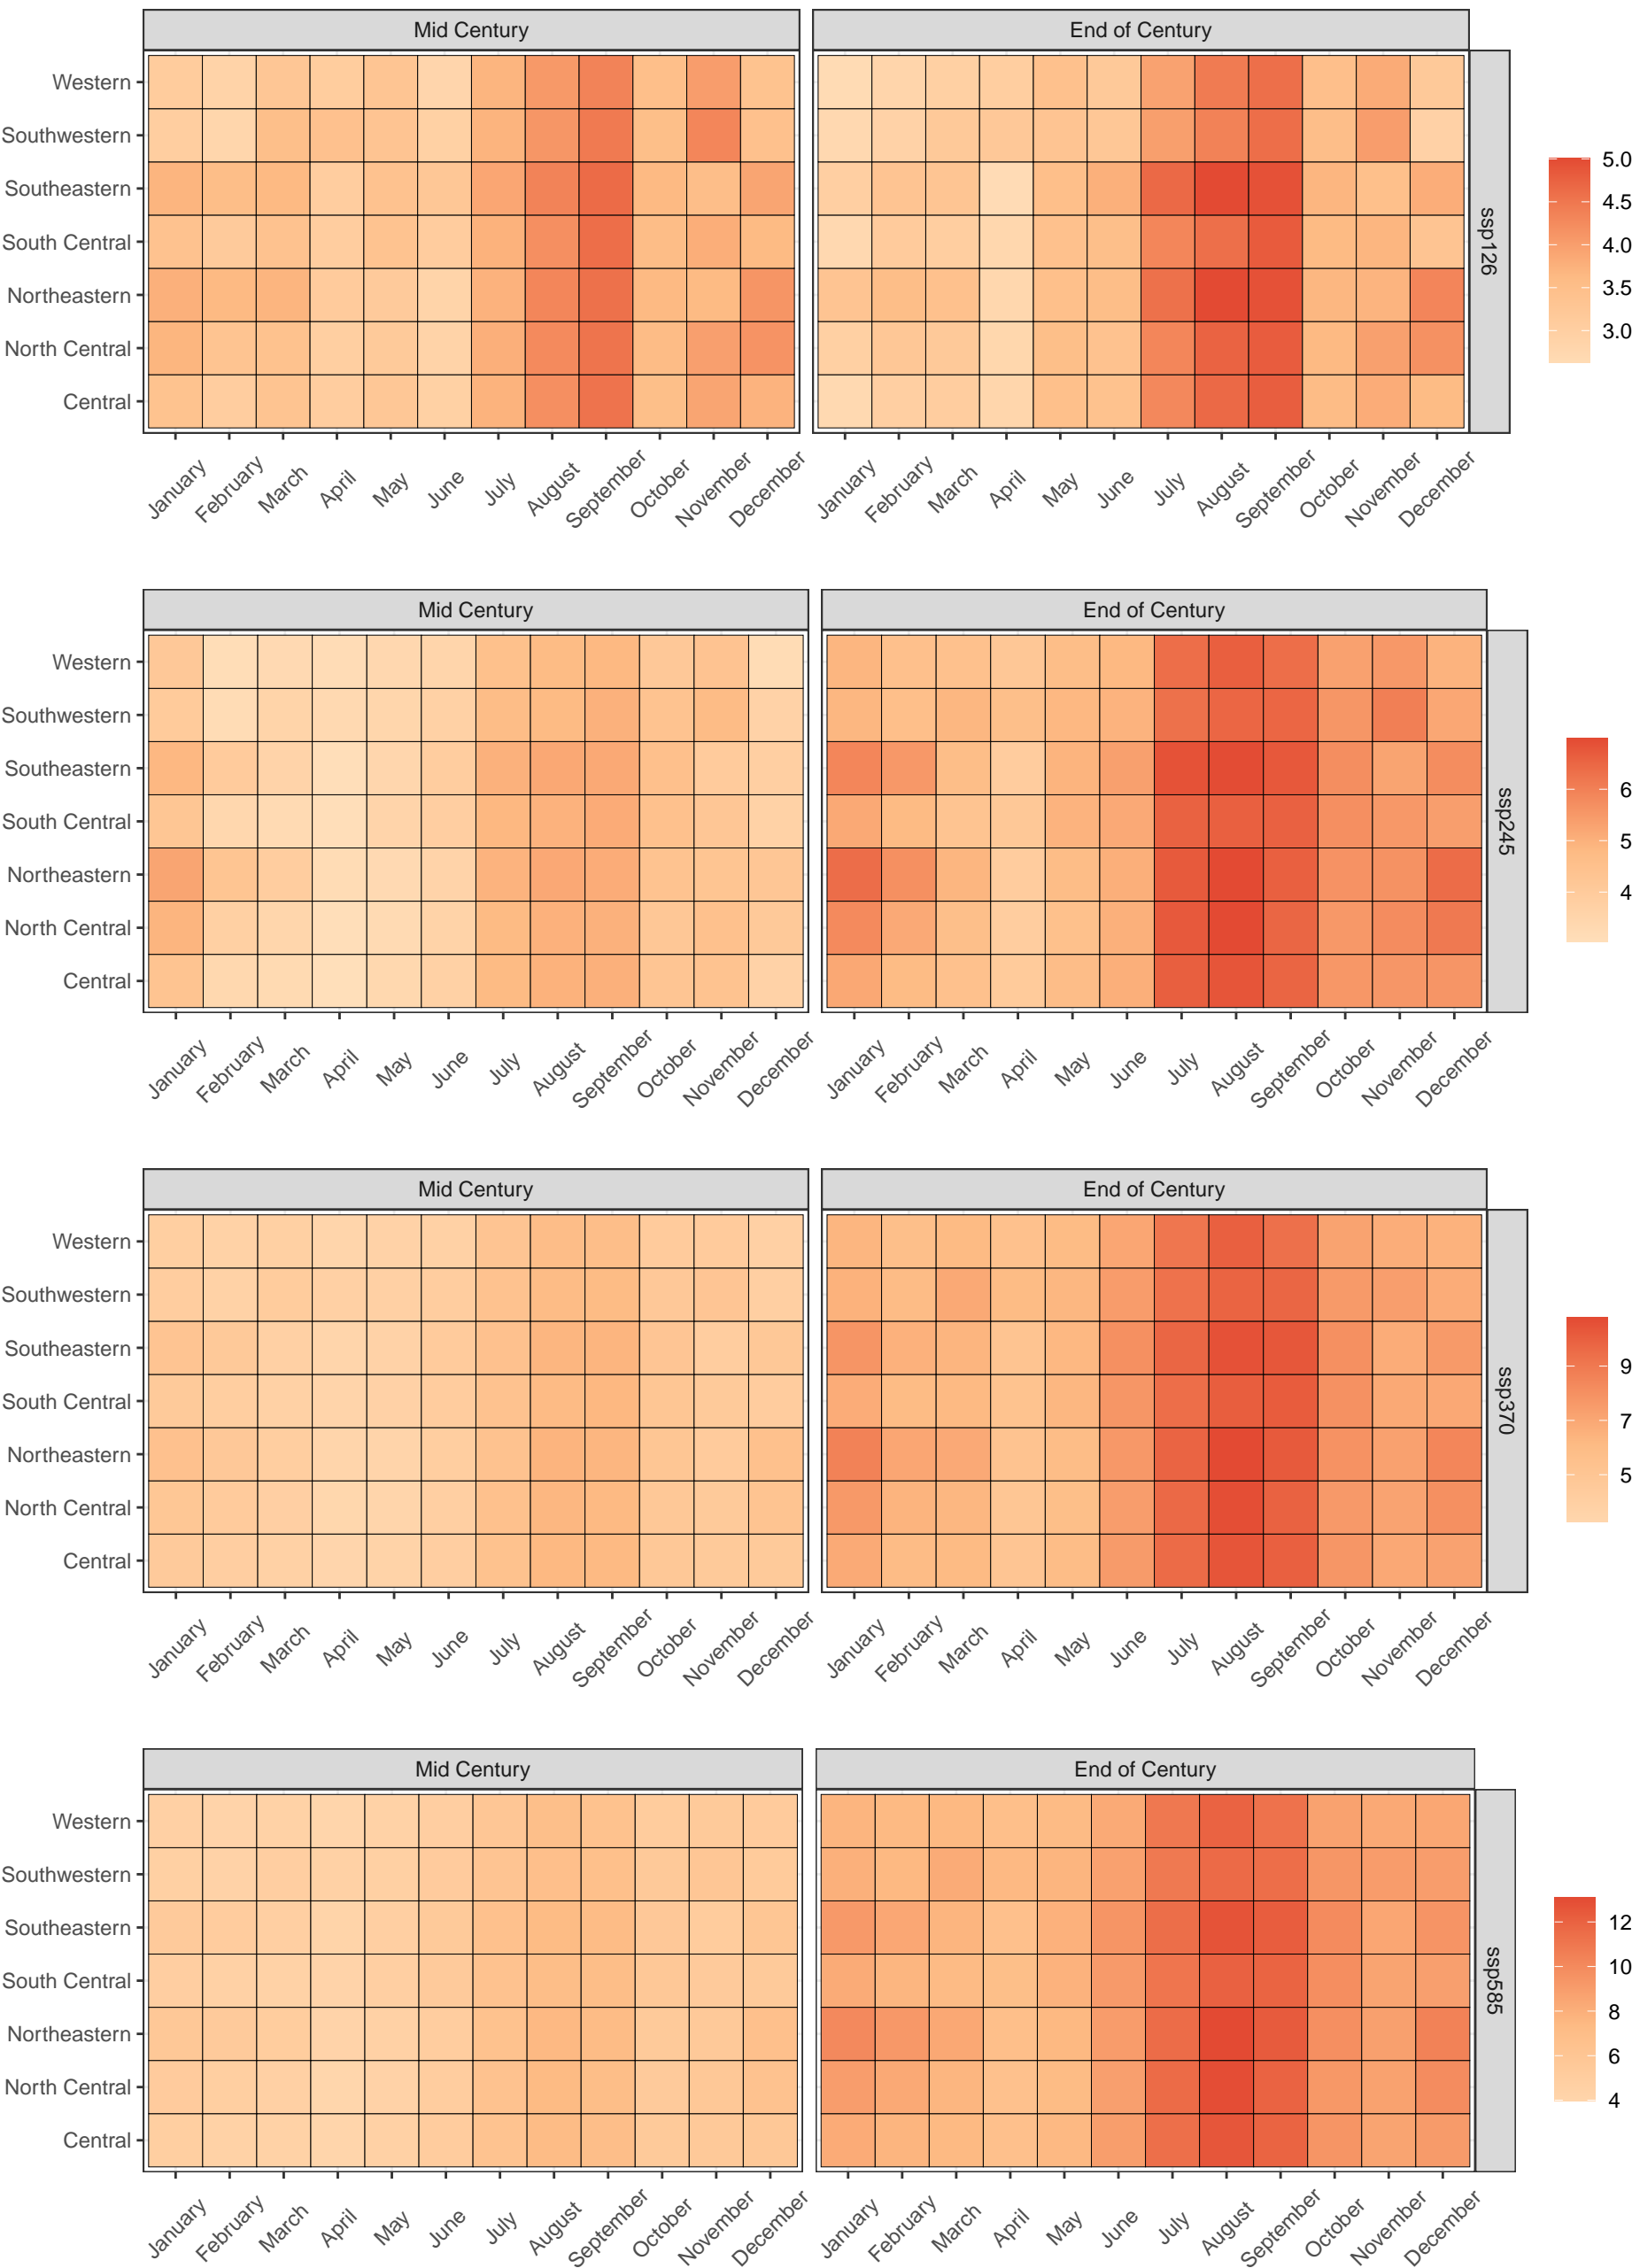 Mid Century End of Century
Western
Southwestern
Southeastern
South Central
Northeastern
North Central
Central
ssp126
5.0
4.5
4.0
3.5
3.0
January February March April May June July August September October November December January February March April May June July August September October November December
Mid Century End of Century
Western
Southwestern
Southeastern
South Central
Northeastern
North Central
Central
ssp245
6
5
4
January February March April May June July August September October November December January February March April May June July August September October November December
Mid Century End of Century
Western
Southwestern
Southeastern
South Central
Northeastern
North Central
Central
ssp370
9
7
5
January February March April May June July August September October November December January February March April May June July August September October November December
Mid Century End of Century
Western
Southwestern
Southeastern
South Central
Northeastern
North Central
Central
ssp585
12
10
8
6
4
January February March April May June July August September October November December January February March April May June July August September October November December